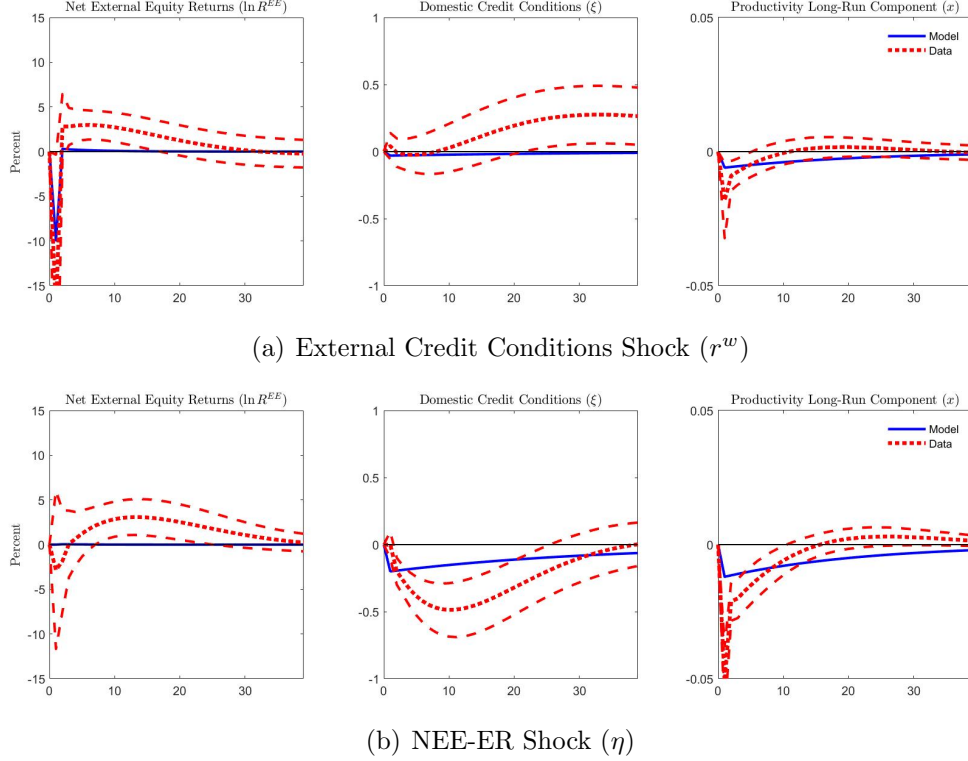 Net External Equity Returns (ln R^EE)
Domestic Credit Conditions (ξ)
Productivity Long-Run Component (x)
Percent
15
10
5
0
-5
-10
-15
0 10 20 30
1
0.5
0
-0.5
-1
0 10 20 30
0.05
0
-0.05
0 10 20 30
Model
Data
(a) External Credit Conditions Shock (r^w)
Net External Equity Returns (ln R^EE)
Domestic Credit Conditions (ξ)
Productivity Long-Run Component (x)
Percent
15
10
5
0
-5
-10
-15
0 10 20 30
1
0.5
0
-0.5
-1
0 10 20 30
0.05
0
-0.05
0 10 20 30
Model
Data
(b) NEE-ER Shock (η)